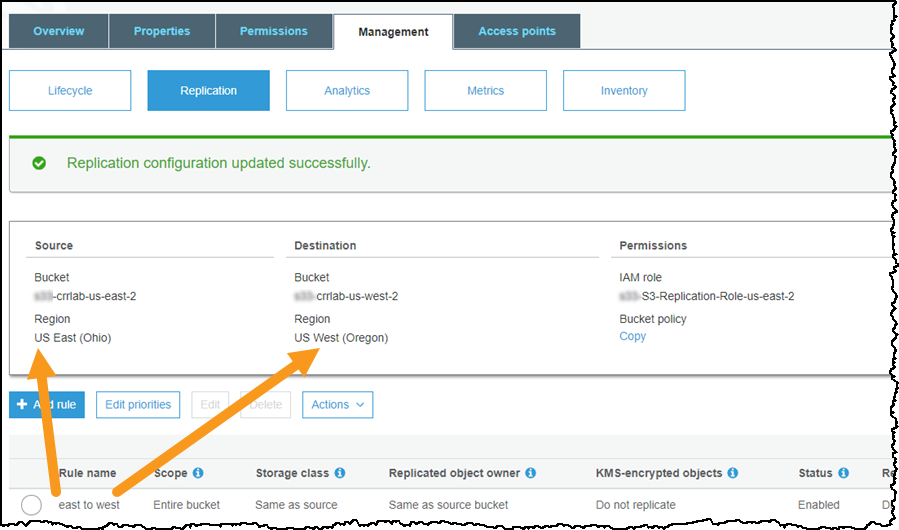 Overview Properties Permissions Management Access points
Lifecycle Replication Analytics Metrics Inventory
Replication configuration updated successfully.
Source Destination Permissions
Bucket Bucket IAM role
-crrlab-us-east-2 -crrlab-us-west-2 -S3-Replication-Role-us-east-2
Region Region Bucket policy
US East (Ohio) US West (Oregon) Copy
Add rule Edit priorities Edit Delete Actions
Rule name Scope Storage class Replicated object owner KMS-encrypted objects Status
east to west Entire bucket Same as source Same as source bucket Do not replicate Enabled